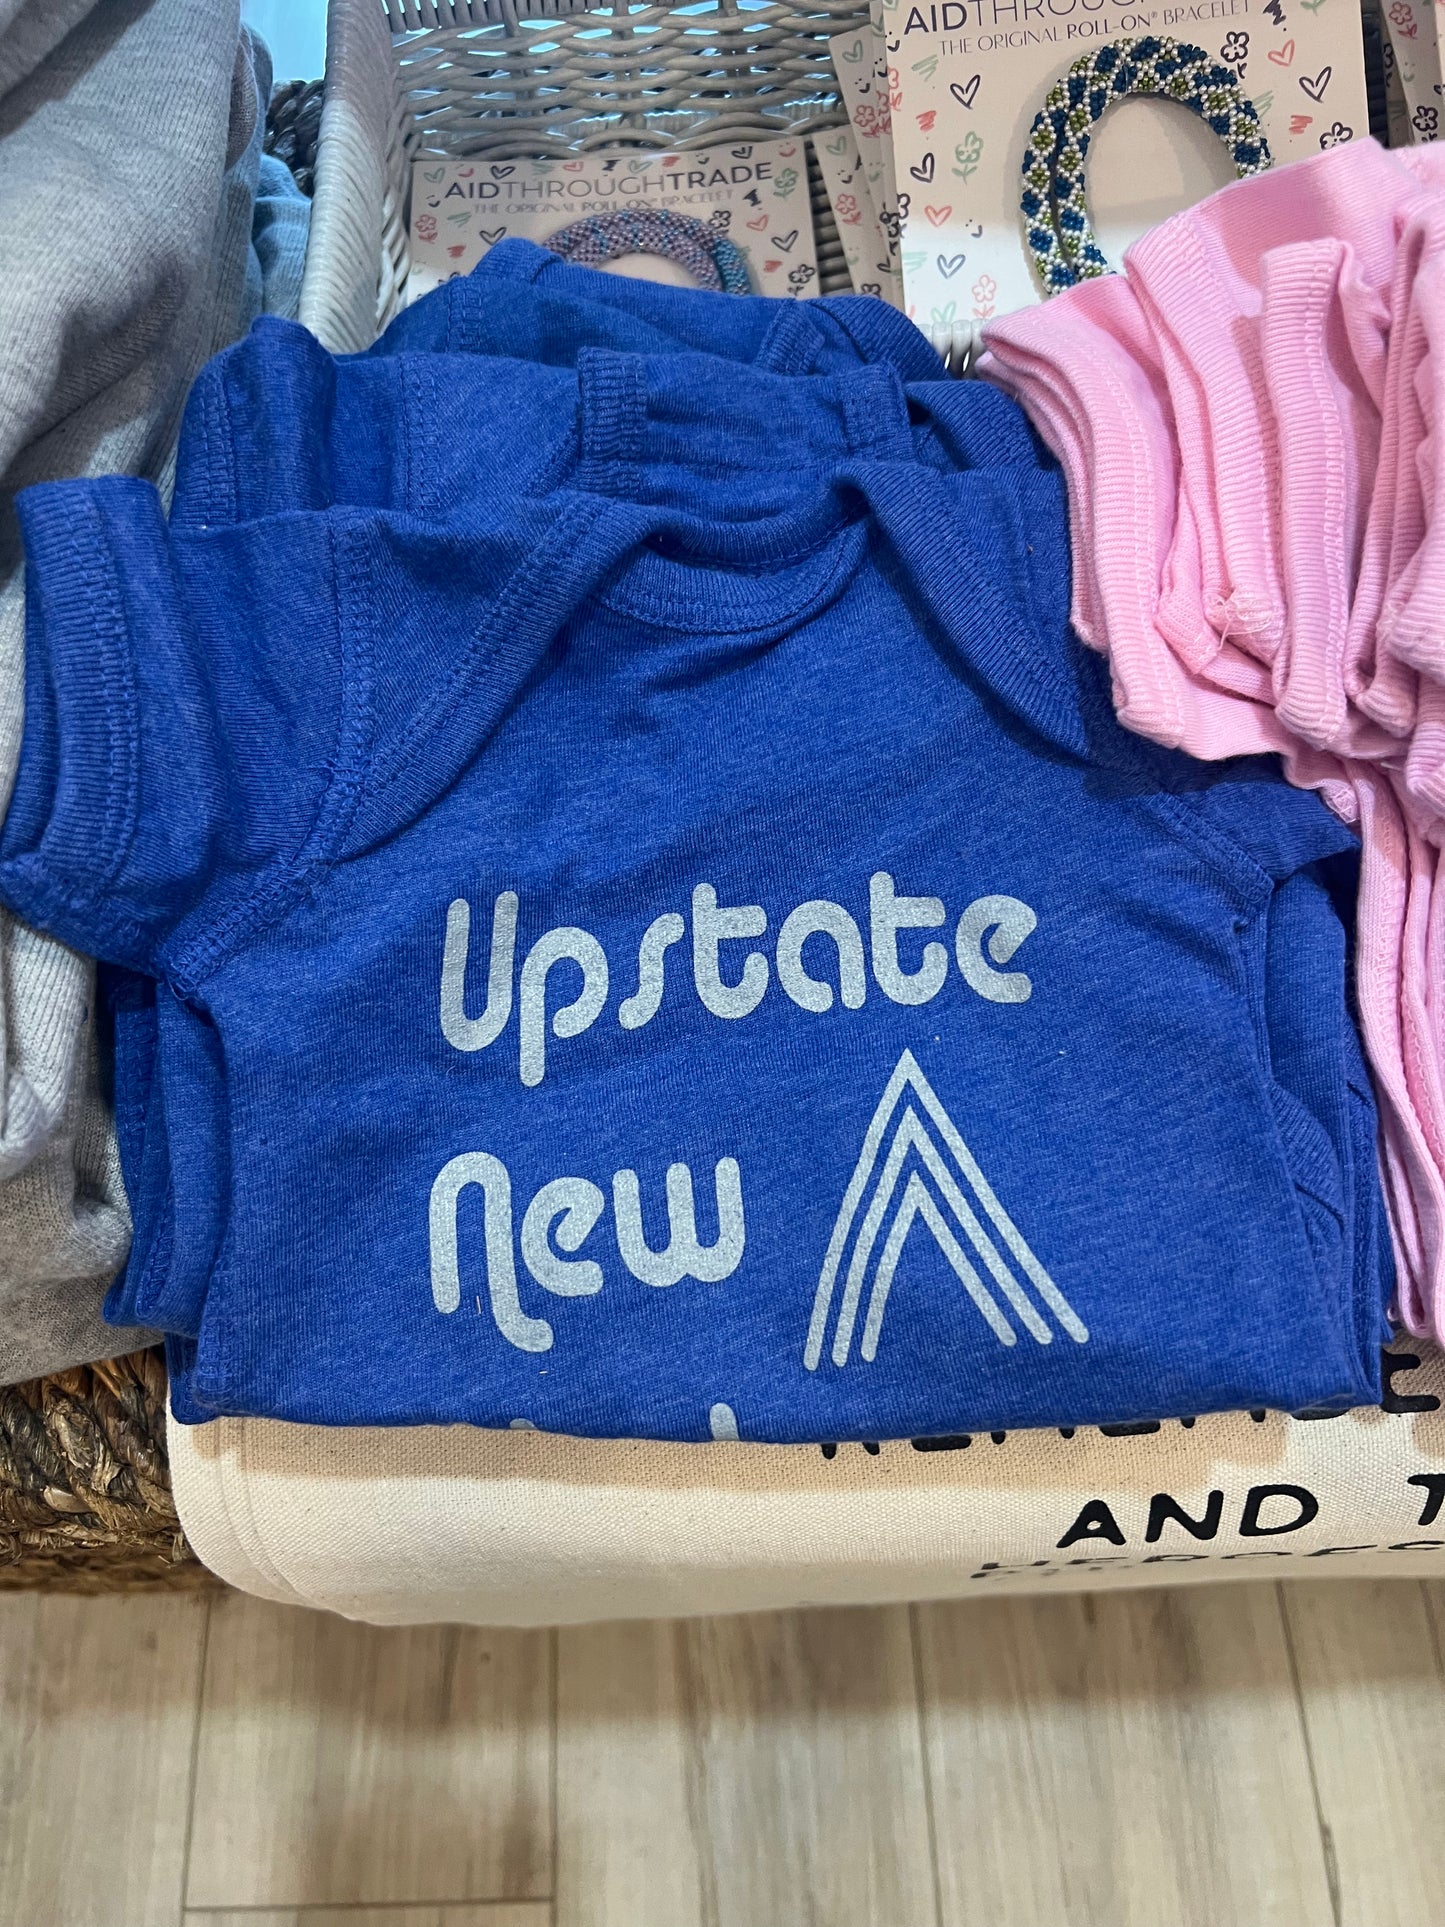 AIDTHROUGHTRADE
THE ORIGINAL ROLL-ON® BRACELET
AIDTHROUGHTRADE
THE ORIGINAL ROLL-ON® BRACELET
Upstate
New
AND